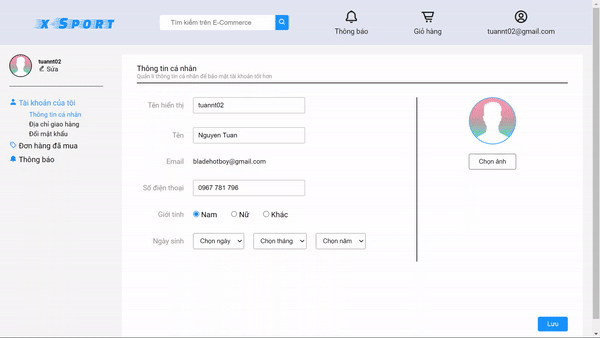 X-SPORT
Tìm kiếm trên E-Commerce
Thông báo
Giỏ hàng
tuannt02@gmail.com
tuannt02
Sửa
Tài khoản của tôi
Thông tin cá nhân
Địa chỉ giao hàng
Đổi mật khẩu
Đơn hàng đã mua
Thông báo
Thông tin cá nhân
Quản lí thông tin cá nhân để bảo mật tài khoản tốt hơn
Tên hiển thị
tuannt02
Tên
Nguyen Tuan
Email
bladehotboy@gmail.com
Số điện thoại
0967 781 796
Giới tính
Nam
Nữ
Khác
Ngày sinh
Chọn ngày
Chọn tháng
Chọn năm
Chọn ảnh
Lưu